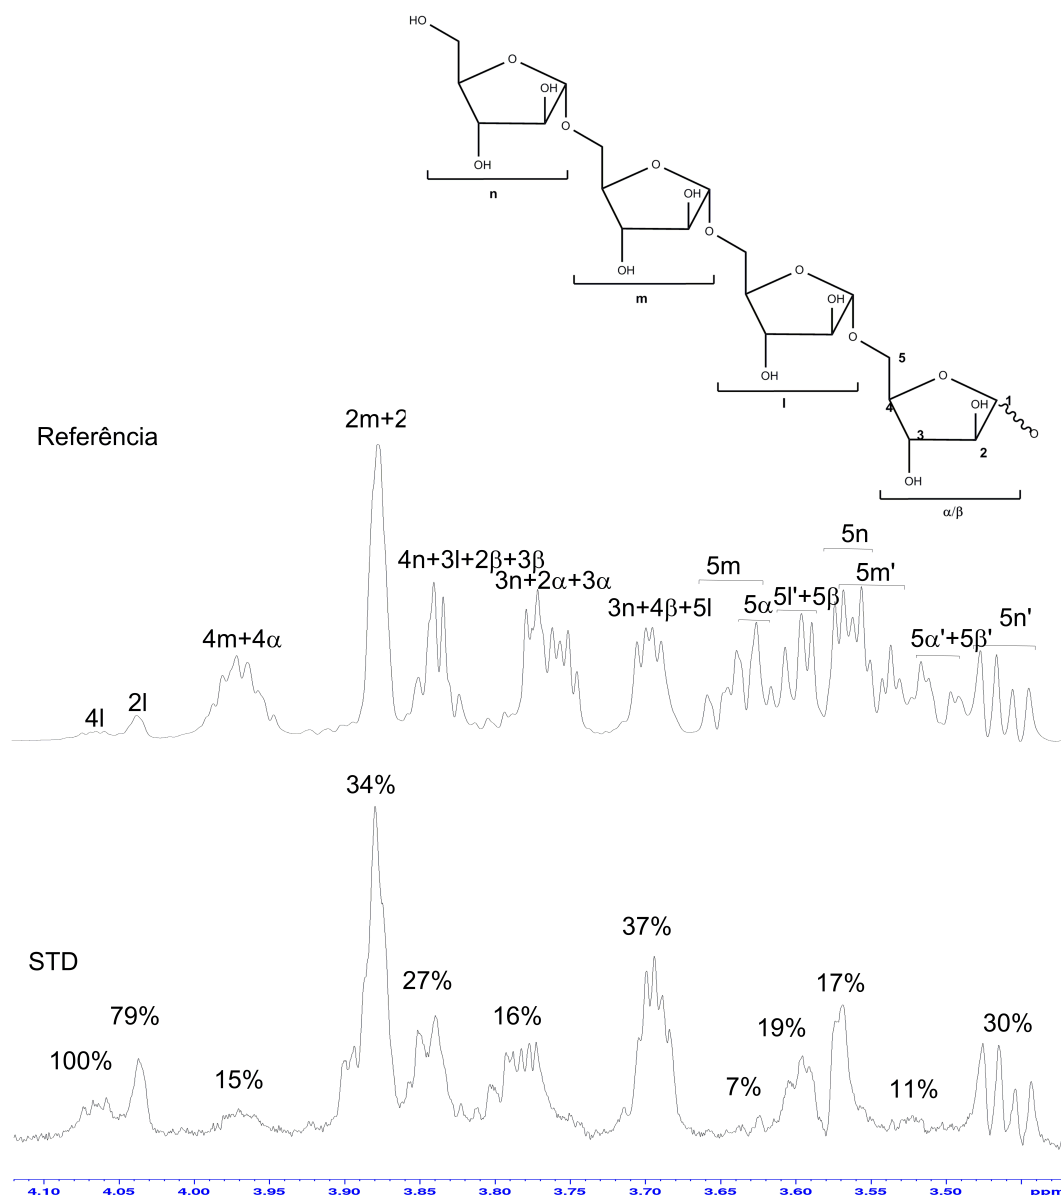 HO
O
OH
O
OH
n
O
OH
O
OH
m
O
OH
O
OH
l
5
O
4
OH
1
O
3
2
OH
α/β
Referência
2m+2
4n+3l+2β+3β
3n+2α+3α
3n+4β+5l
5m
5α
5l'+5β
5n
5m'
5α'+5β'
5n'
4m+4α
2l
4l
STD
34%
37%
27%
17%
79%
16%
19%
30%
100%
15%
7%
11%
4.10 4.05 4.00 3.95 3.90 3.85 3.80 3.75 3.70 3.65 3.60 3.55 3.50 ppm